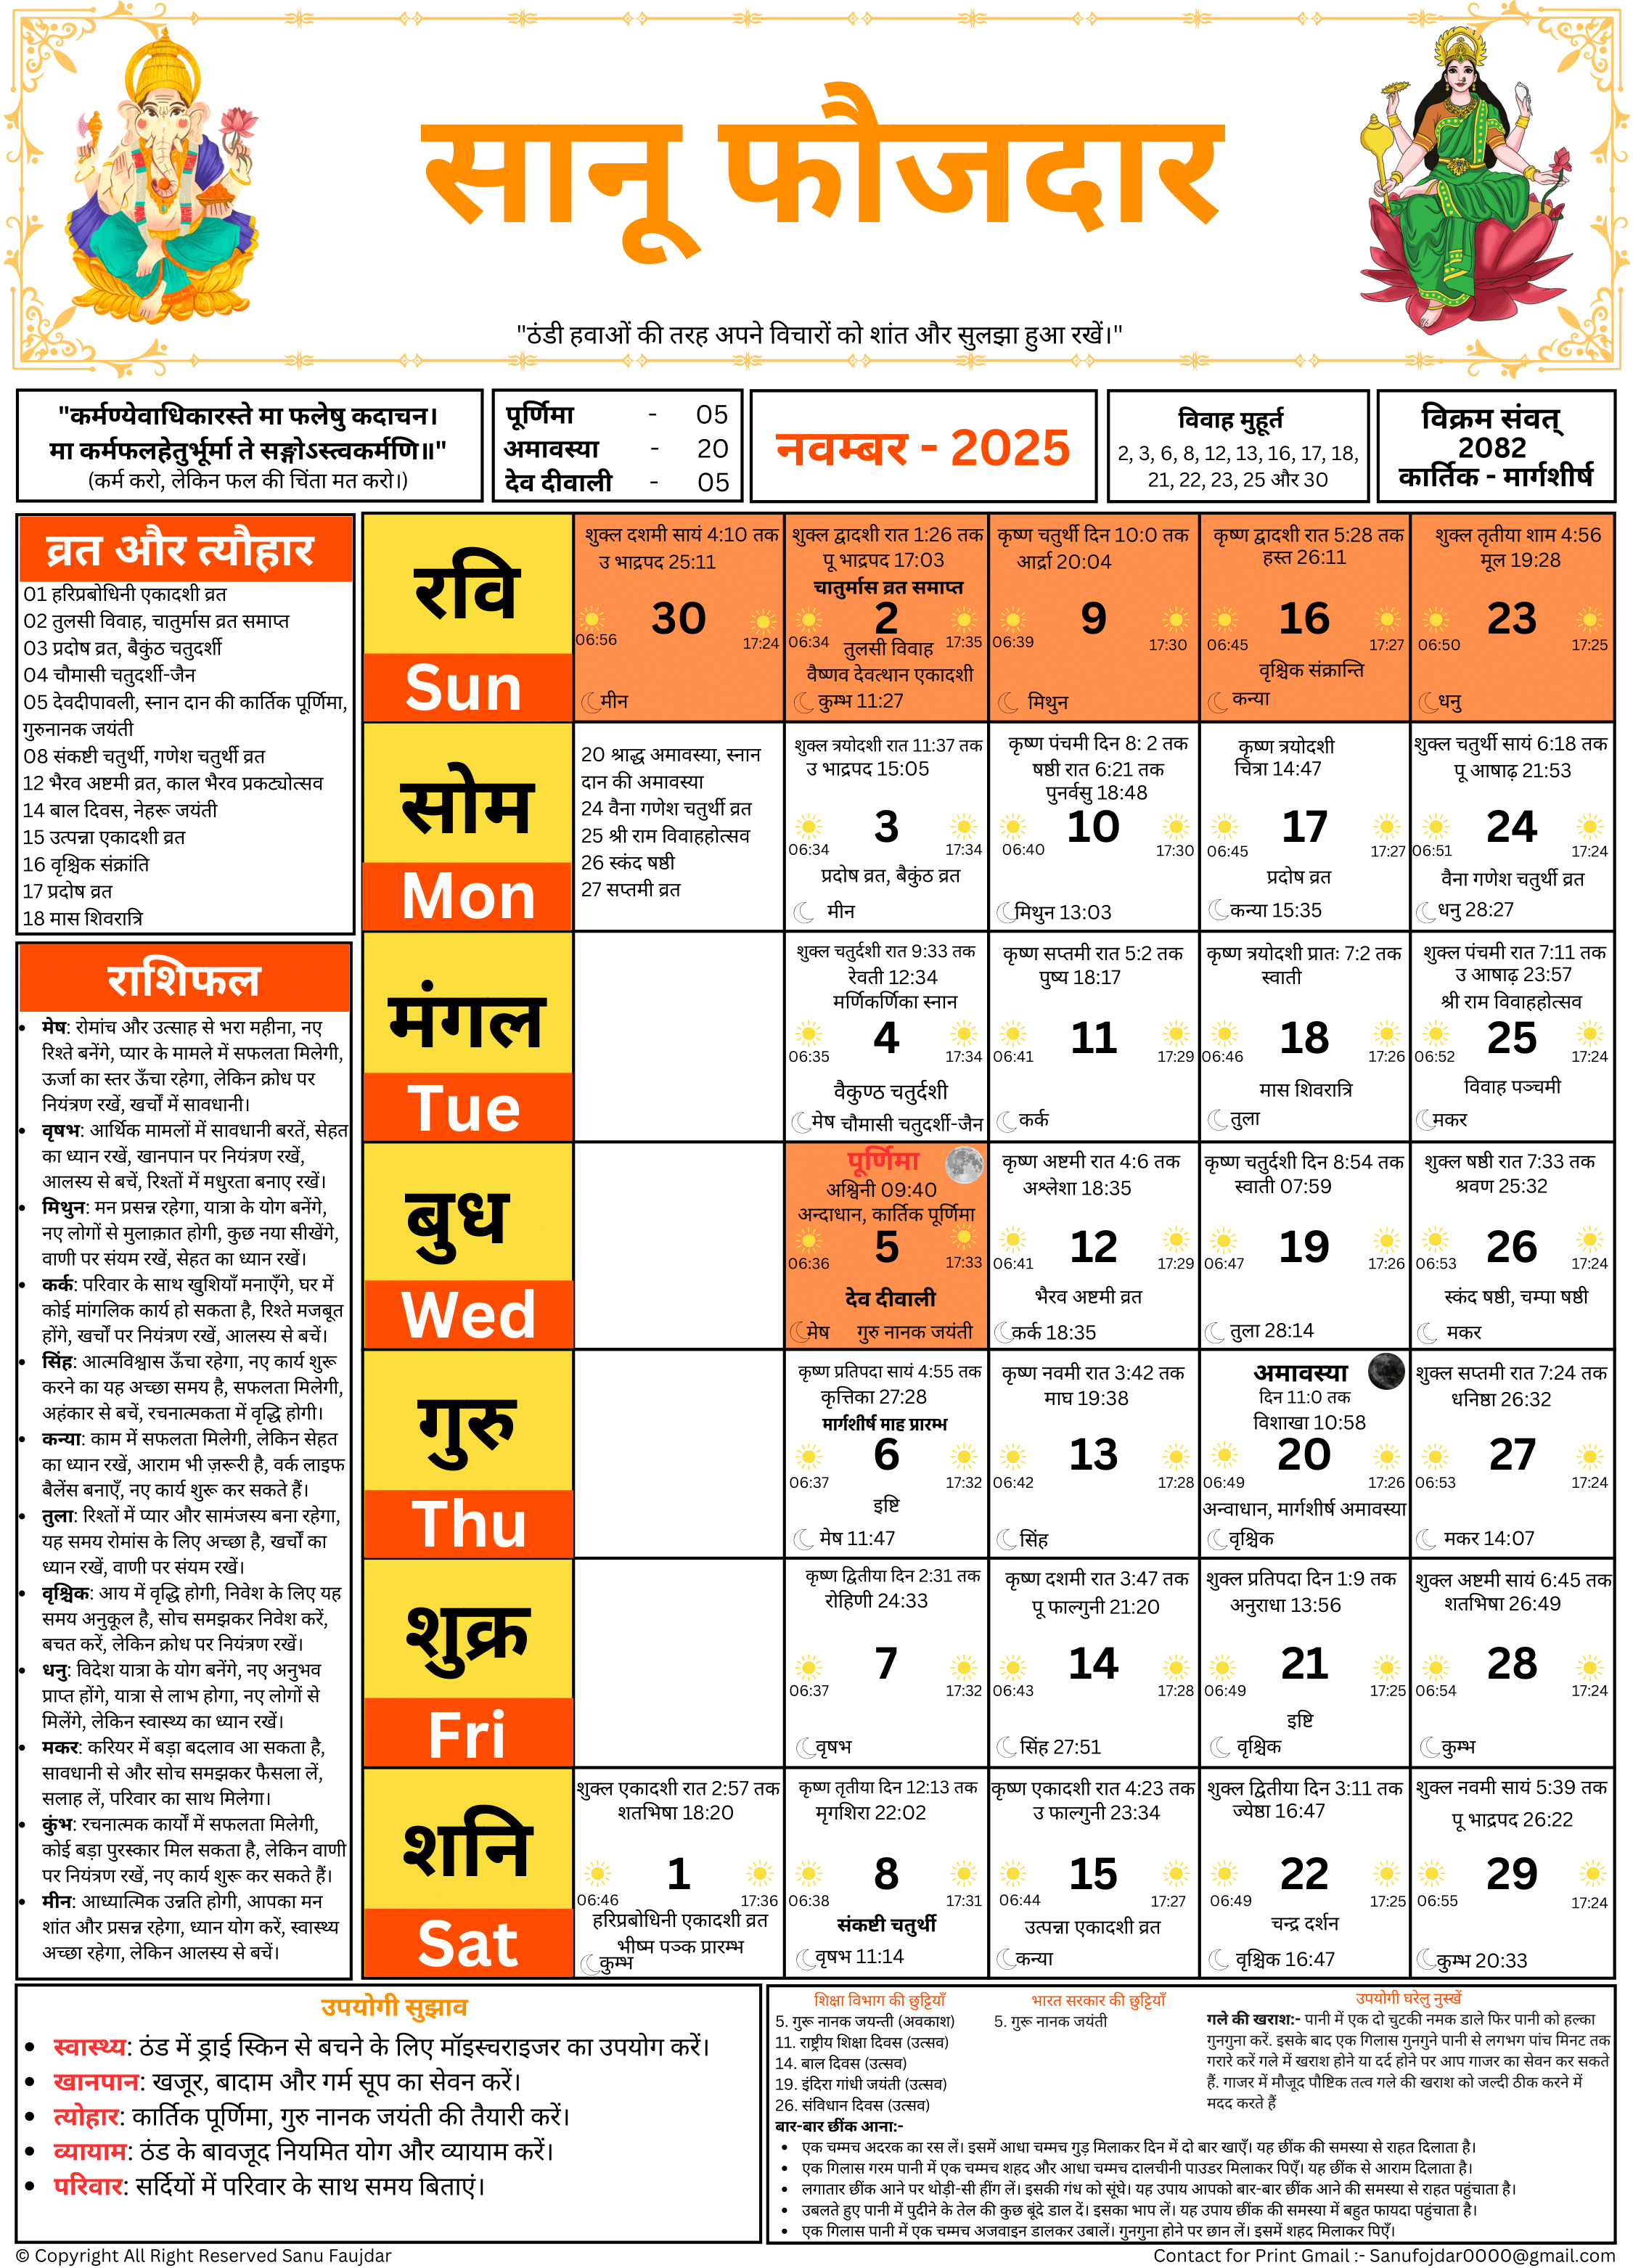 सानू फौजदार
"ठंडी हवाओं की तरह अपने विचारों को शांत और सुलझा हुआ रखें।"
"कर्मण्येवाधिकारस्ते मा फलेषु कदाचन।
मा कर्मफलहेतुर्भूर्मा ते सङ्गोऽस्त्वकर्मणि॥"
(कर्म करो, लेकिन फल की चिंता मत करो।)
पूर्णिमा - 05
अमावस्या - 20
देव दीवाली - 05
नवम्बर - 2025
विवाह मुहूर्त
2, 3, 6, 8, 12, 13, 16, 17, 18,
21, 22, 23, 25 और 30
विक्रम संवत्
2082
कार्तिक - मार्गशीर्ष
व्रत और त्यौहार
01 हरिप्रबोधिनी एकादशी व्रत
02 तुलसी विवाह, चातुर्मास व्रत समाप्त
03 प्रदोष व्रत, बैकुंठ चतुदर्शी
04 चौमासी चतुदर्शी-जैन
05 देवदीपावली, स्नान दान की कार्तिक पूर्णिमा,
गुरुनानक जयंती
08 संकष्टी चतुर्थी, गणेश चतुर्थी व्रत
12 भैरव अष्टमी व्रत, काल भैरव प्रकट्योत्सव
14 बाल दिवस, नेहरू जयंती
15 उत्पन्ना एकादशी व्रत
16 वृश्चिक संक्रांति
17 प्रदोष व्रत
18 मास शिवरात्रि
राशिफल
• मेष: रोमांच और उत्साह से भरा महीना, नए
रिश्ते बनेंगे, प्यार के मामले में सफलता मिलेगी,
ऊर्जा का स्तर ऊँचा रहेगा, लेकिन क्रोध पर
नियंत्रण रखें, खर्चों में सावधानी।
• वृषभ: आर्थिक मामलों में सावधानी बरतें, सेहत
का ध्यान रखें, खानपान पर नियंत्रण रखें,
आलस्य से बचें, रिश्तों में मधुरता बनाए रखें।
• मिथुन: मन प्रसन्न रहेगा, यात्रा के योग बनेंगे,
नए लोगों से मुलाक़ात होगी, कुछ नया सीखेंगे,
वाणी पर संयम रखें, सेहत का ध्यान रखें।
• कर्क: परिवार के साथ खुशियाँ मनाएँगे, घर में
कोई मांगलिक कार्य हो सकता है, रिश्ते मजबूत
होंगे, खर्चों पर नियंत्रण रखें, आलस्य से बचें।
• सिंह: आत्मविश्वास ऊँचा रहेगा, नए कार्य शुरू
करने का यह अच्छा समय है, सफलता मिलेगी,
अहंकार से बचें, रचनात्मकता में वृद्धि होगी।
• कन्या: काम में सफलता मिलेगी, लेकिन सेहत
का ध्यान रखें, आराम भी ज़रूरी है, वर्क लाइफ
बैलेंस बनाएँ, नए कार्य शुरू कर सकते हैं।
• तुला: रिश्तों में प्यार और सामंजस्य बना रहेगा,
यह समय रोमांस के लिए अच्छा है, खर्चों का
ध्यान रखें, वाणी पर संयम रखें।
• वृश्चिक: आय में वृद्धि होगी, निवेश के लिए यह
समय अनुकूल है, सोच समझकर निवेश करें,
बचत करें, लेकिन क्रोध पर नियंत्रण रखें।
• धनु: विदेश यात्रा के योग बनेंगे, नए अनुभव
प्राप्त होंगे, यात्रा से लाभ होगा, नए लोगों से
मिलेंगे, लेकिन स्वास्थ्य का ध्यान रखें।
• मकर: करियर में बड़ा बदलाव आ सकता है,
सावधानी से और सोच समझकर फैसला लें,
सलाह लें, परिवार का साथ मिलेगा।
• कुंभ: रचनात्मक कार्यों में सफलता मिलेगी,
कोई बड़ा पुरस्कार मिल सकता है, लेकिन वाणी
पर नियंत्रण रखें, नए कार्य शुरू कर सकते हैं।
• मीन: आध्यात्मिक उन्नति होगी, आपका मन
शांत और प्रसन्न रहेगा, ध्यान योग करें, स्वास्थ्य
अच्छा रहेगा, लेकिन आलस्य से बचें।
रवि
Sun
शुक्ल दशमी सायं 4:10 तक
उ भाद्रपद 25:11
30
06:56 17:24
मीन
शुक्ल द्वादशी रात 1:26 तक
पू भाद्रपद 17:03
चातुर्मास व्रत समाप्त
2
06:34 तुलसी विवाह 17:35
वैष्णव देवत्थान एकादशी
कुम्भ 11:27
कृष्ण चतुर्थी दिन 10:0 तक
आर्द्रा 20:04
9
06:39 17:30
मिथुन
कृष्ण द्वादशी रात 5:28 तक
हस्त 26:11
16
06:45 17:27
वृश्चिक संक्रान्ति
कन्या
शुक्ल तृतीया शाम 4:56
मूल 19:28
23
06:50 17:25
धनु
सोम
Mon
20 श्राद्ध अमावस्या, स्नान
दान की अमावस्या
24 वैना गणेश चतुर्थी व्रत
25 श्री राम विवाहहोत्सव
26 स्कंद षष्ठी
27 सप्तमी व्रत
शुक्ल त्रयोदशी रात 11:37 तक
उ भाद्रपद 15:05
3
06:34 17:34
प्रदोष व्रत, बैकुंठ व्रत
मीन
कृष्ण पंचमी दिन 8: 2 तक
षष्ठी रात 6:21 तक
पुनर्वसु 18:48
10
06:40 17:30
मिथुन 13:03
कृष्ण त्रयोदशी
चित्रा 14:47
17
06:45 17:27
प्रदोष व्रत
कन्या 15:35
शुक्ल चतुर्थी सायं 6:18 तक
पू आषाढ़ 21:53
24
06:51 17:24
वैना गणेश चतुर्थी व्रत
धनु 28:27
मंगल
Tue
शुक्ल चतुर्दशी रात 9:33 तक
रेवती 12:34
मर्णिकर्णिका स्नान
4
06:35 17:34
वैकुण्ठ चतुर्दशी
मेष चौमासी चतुदर्शी-जैन
कृष्ण सप्तमी रात 5:2 तक
पुष्य 18:17
11
06:41 17:29
कर्क
कृष्ण त्रयोदशी प्रातः 7:2 तक
स्वाती
18
06:46 17:26
मास शिवरात्रि
तुला
शुक्ल पंचमी रात 7:11 तक
उ आषाढ़ 23:57
श्री राम विवाहहोत्सव
25
06:52 17:24
विवाह पञ्चमी
मकर
बुध
Wed
पूर्णिमा
अश्विनी 09:40
अन्दाधान, कार्तिक पूर्णिमा
5
06:36 17:33
देव दीवाली
मेष गुरु नानक जयंती
कृष्ण अष्टमी रात 4:6 तक
अश्लेशा 18:35
12
06:41 17:29
भैरव अष्टमी व्रत
कर्क 18:35
कृष्ण चतुर्दशी दिन 8:54 तक
स्वाती 07:59
19
06:47 17:26
तुला 28:14
शुक्ल षष्ठी रात 7:33 तक
श्रवण 25:32
26
06:53 17:24
स्कंद षष्ठी, चम्पा षष्ठी
मकर
गुरु
Thu
कृष्ण प्रतिपदा सायं 4:55 तक
कृत्तिका 27:28
मार्गशीर्ष माह प्रारम्भ
6
06:37 17:32
इष्टि
मेष 11:47
कृष्ण नवमी रात 3:42 तक
माघ 19:38
13
06:42 17:28
सिंह
अमावस्या
दिन 11:0 तक
विशाखा 10:58
20
06:49 17:26
अन्वाधान, मार्गशीर्ष अमावस्या
वृश्चिक
शुक्ल सप्तमी रात 7:24 तक
धनिष्ठा 26:32
27
06:53 17:24
मकर 14:07
शुक्र
Fri
कृष्ण द्वितीया दिन 2:31 तक
रोहिणी 24:33
7
06:37 17:32
वृषभ
कृष्ण दशमी रात 3:47 तक
पू फाल्गुनी 21:20
14
06:43 17:28
सिंह 27:51
शुक्ल प्रतिपदा दिन 1:9 तक
अनुराधा 13:56
21
06:49 17:25
इष्टि
वृश्चिक
शुक्ल अष्टमी सायं 6:45 तक
शतभिषा 26:49
28
06:54 17:24
कुम्भ
शनि
Sat
शुक्ल एकादशी रात 2:57 तक
शतभिषा 18:20
1
06:46 17:36
हरिप्रबोधिनी एकादशी व्रत
भीष्म पञ्क प्रारम्भ
कुम्भ
कृष्ण तृतीया दिन 12:13 तक
मृगशिरा 22:02
8
06:38 17:31
संकष्टी चतुर्थी
वृषभ 11:14
कृष्ण एकादशी रात 4:23 तक
उ फाल्गुनी 23:34
15
06:44 17:27
उत्पन्ना एकादशी व्रत
कन्या
शुक्ल द्वितीया दिन 3:11 तक
ज्येष्ठा 16:47
22
06:49 17:25
चन्द्र दर्शन
वृश्चिक 16:47
शुक्ल नवमी सायं 5:39 तक
पू भाद्रपद 26:22
29
06:55 17:24
कुम्भ 20:33
उपयोगी सुझाव
• स्वास्थ्य: ठंड में ड्राई स्किन से बचने के लिए मॉइस्चराइजर का उपयोग करें।
• खानपान: खजूर, बादाम और गर्म सूप का सेवन करें।
• त्योहार: कार्तिक पूर्णिमा, गुरु नानक जयंती की तैयारी करें।
• व्यायाम: ठंड के बावजूद नियमित योग और व्यायाम करें।
• परिवार: सर्दियों में परिवार के साथ समय बिताएं।
शिक्षा विभाग की छुट्टियाँ
5. गुरू नानक जयन्ती (अवकाश)
11. राष्ट्रीय शिक्षा दिवस (उत्सव)
14. बाल दिवस (उत्सव)
19. इंदिरा गांधी जयंती (उत्सव)
26. संविधान दिवस (उत्सव)
भारत सरकार की छुट्टियाँ
5. गुरू नानक जयंती
उपयोगी घरेलु नुस्खें
गले की खराश:- पानी में एक दो चुटकी नमक डाले फिर पानी को हल्का
गुनगुना करें. इसके बाद एक गिलास गुनगुने पानी से लगभग पांच मिनट तक
गरारे करें गले में खराश होने या दर्द होने पर आप गाजर का सेवन कर सकते
हैं. गाजर में मौजूद पौष्टिक तत्व गले की खराश को जल्दी ठीक करने में
मदद करते हैं
बार-बार छींक आना:-
• एक चम्मच अदरक का रस लें। इसमें आधा चम्मच गुड़ मिलाकर दिन में दो बार खाएँ। यह छींक की समस्या से राहत दिलाता है।
• एक गिलास गरम पानी में एक चम्मच शहद और आधा चम्मच दालचीनी पाउडर मिलाकर पिएँ। यह छींक से आराम दिलाता है।
• लगातार छींक आने पर थोड़ी-सी हींग लें। इसकी गंध को सूंघे। यह उपाय आपको बार-बार छींक आने की समस्या से राहत पहुंचाता है।
• उबलते हुए पानी में पुदीने के तेल की कुछ बूंदे डाल दें। इसका भाप लें। यह उपाय छींक की समस्या में बहुत फायदा पहुंचाता है।
• एक गिलास पानी में एक चम्मच अजवाइन डालकर उबालें। गुनगुना होने पर छान लें। इसमें शहद मिलाकर पिएँ।
© Copyright All Right Reserved Sanu Faujdar
Contact for Print Gmail :- Sanufojdar0000@gmail.com